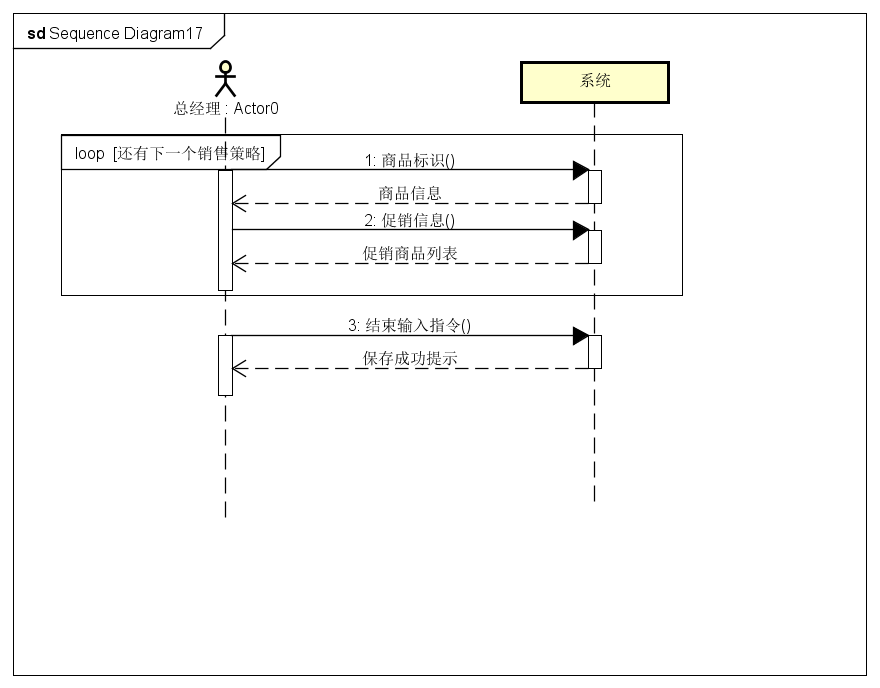 sd Sequence Diagram17
总经理 : Actor0
系统
loop [还有下一个销售策略]
1: 商品标识()
商品信息
2: 促销信息()
促销商品列表
3: 结束输入指令()
保存成功提示